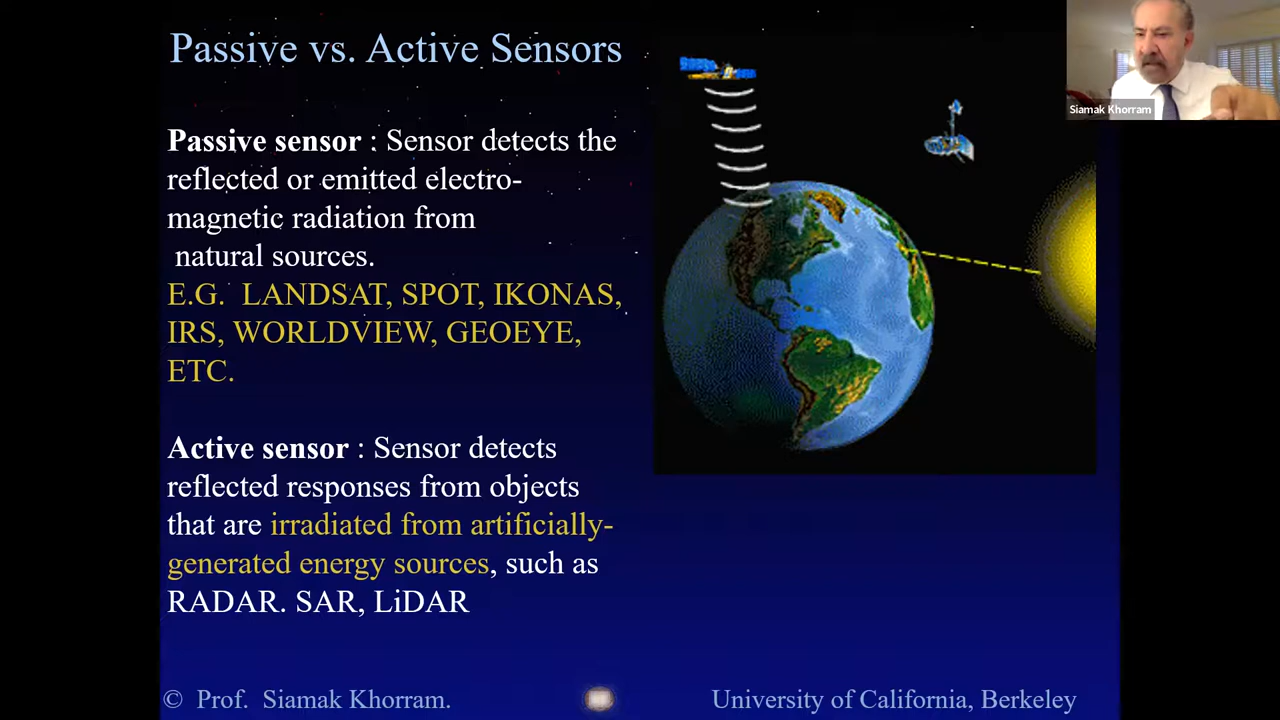 Passive vs. Active Sensors
Siamak Khorram
Passive sensor : Sensor detects the
reflected or emitted electro-
magnetic radiation from
natural sources.
E.G. LANDSAT, SPOT, IKONAS,
IRS, WORLDVIEW, GEOEYE,
ETC.
Active sensor : Sensor detects
reflected responses from objects
that are irradiated from artificially-
generated energy sources, such as
RADAR. SAR, LiDAR
© Prof. Siamak Khorram.
University of California, Berkeley